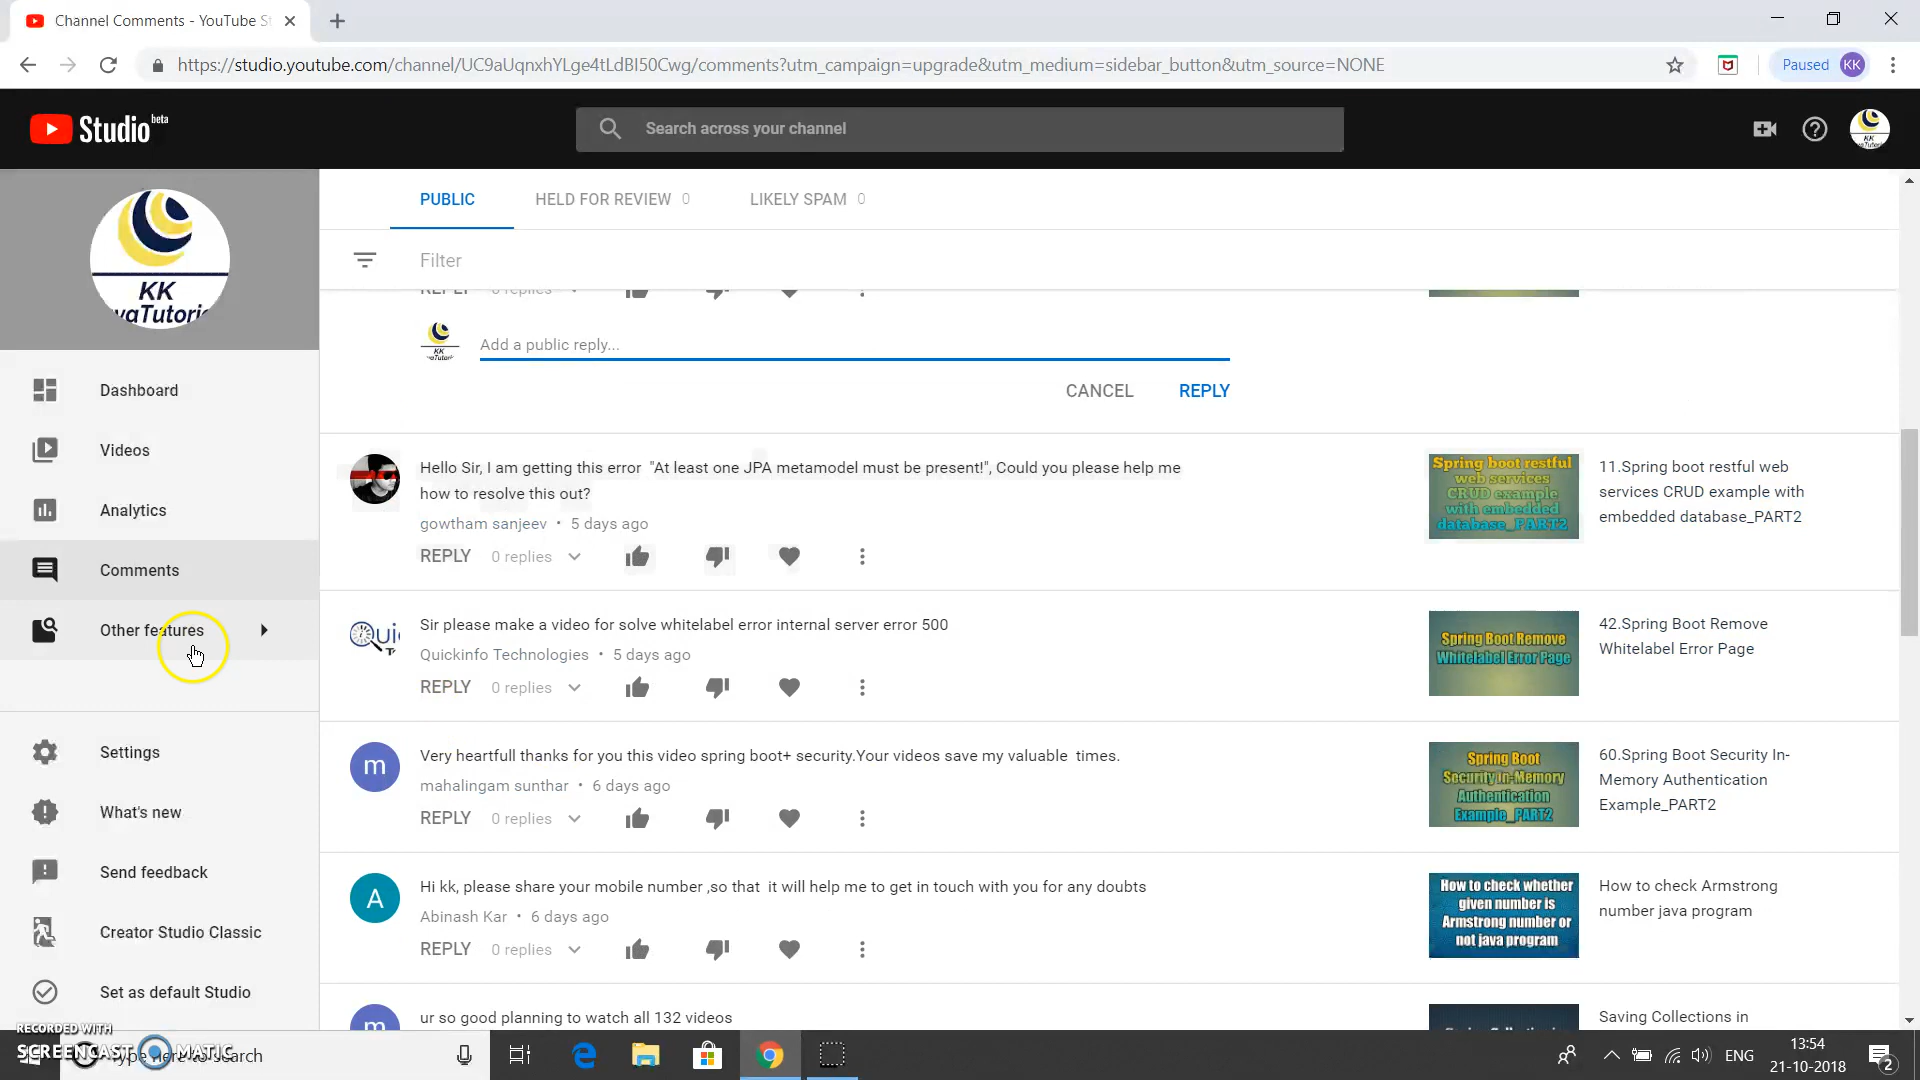 Channel Comments - YouTube St
https://studio.youtube.com/channel/UC9aUqnxhYLge4tLdBI50Cwg/comments?utm_campaign=upgrade&utm_medium=sidebar_button&utm_source=NONE
Paused KK
Studio beta
Search across your channel
KK
KK
vaTutori
Dashboard
Videos
Analytics
Comments
Other features
Settings
What's new
Send feedback
Creator Studio Classic
Set as default Studio
PUBLIC HELD FOR REVIEW 0 LIKELY SPAM 0
Filter
REPLY 0 replies
Add a public reply...
CANCEL REPLY
Hello Sir, I am getting this error "At least one JPA metamodel must be present!", Could you please help me
how to resolve this out?
gowtham sanjeev • 5 days ago
REPLY 0 replies
Spring boot restful
web services
CRUD example
with embedded
database_PART2
11.Spring boot restful web
services CRUD example with
embedded database_PART2
Sir please make a video for solve whitelabel error internal server error 500
Quickinfo Technologies • 5 days ago
REPLY 0 replies
Spring Boot Remove
Whitelabel Error Page
42.Spring Boot Remove
Whitelabel Error Page
m
Very heartfull thanks for you this video spring boot+ security.Your videos save my valuable times.
mahalingam sunthar • 6 days ago
REPLY 0 replies
Spring Boot
Security In-Memory
Authentication
Example_PART2
60.Spring Boot Security In-
Memory Authentication
Example_PART2
A
Hi kk, please share your mobile number ,so that it will help me to get in touch with you for any doubts
Abinash Kar • 6 days ago
REPLY 0 replies
How to check whether
given number is
Armstrong number or
not java program
How to check Armstrong
number java program
m
ur so good planning to watch all 132 videos
Saving Collections in
RECORDED WITH
SCREENCAST MATIC
Type here to search
ENG
13:54
21-10-2018
2